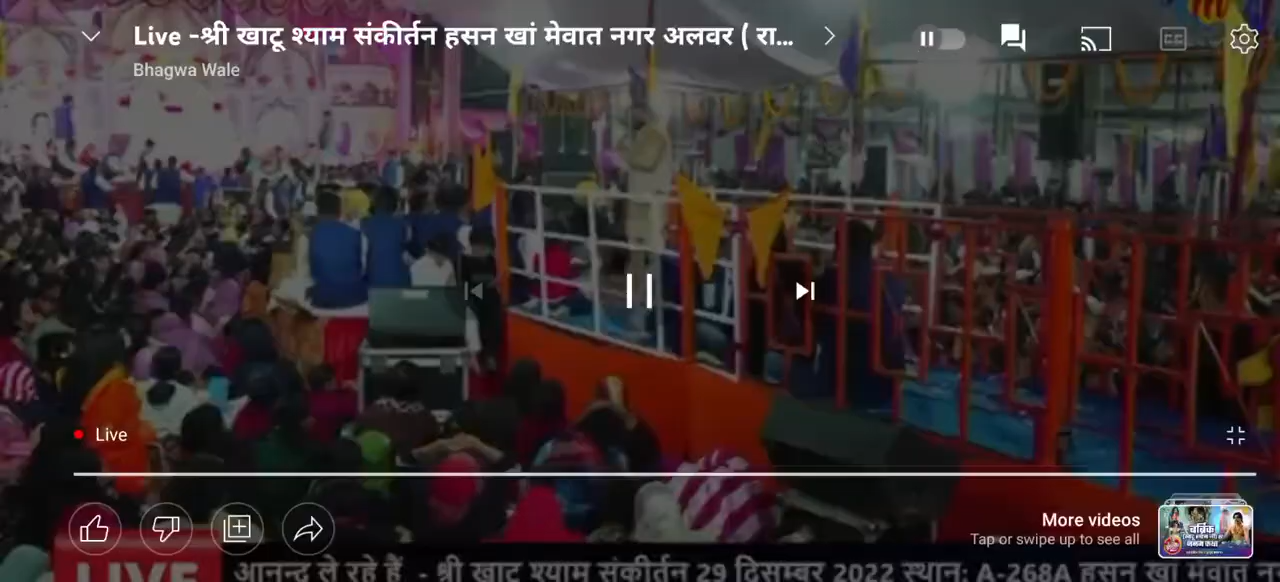 Live -श्री खाटू श्याम संकीर्तन हसन खां मेवात नगर अलवर ( रा...
Bhagwa Wale
CC
Live
More videos
Tap or swipe up to see all
LIVE
आनन्द ले रहे हैं - श्री खाटू श्याम संकीर्तन 29 दिसम्बर 2022 स्थान: A-268A हसन खां मेवात न